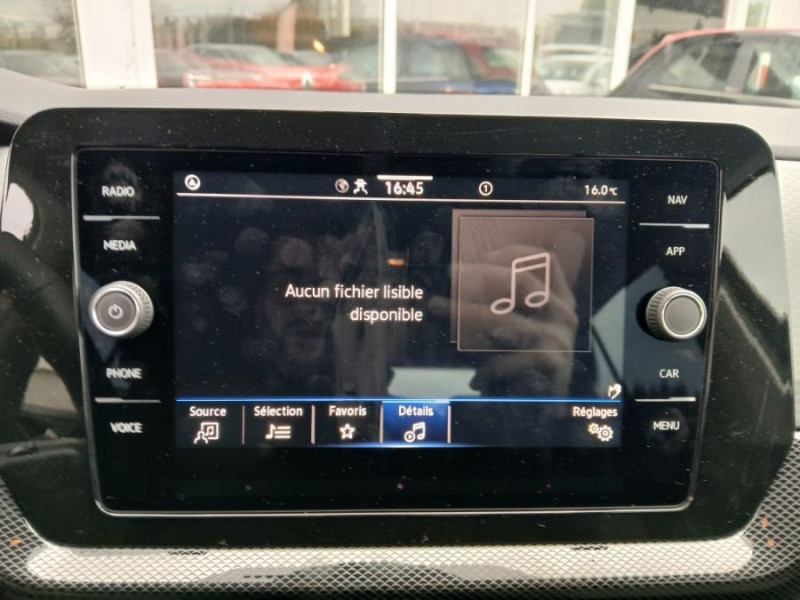 RADIO
MEDIA
PHONE
VOICE
16:45
1
16.0°C
Aucun fichier lisible
disponible
Source
Sélection
Favoris
Détails
Réglages
NAV
APP
CAR
MENU